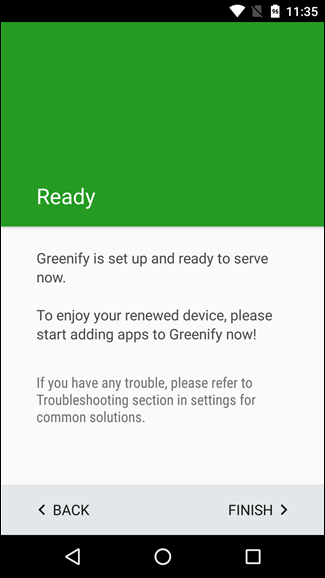 96 11:35
Ready
Greenify is set up and ready to serve
now.
To enjoy your renewed device, please
start adding apps to Greenify now!
If you have any trouble, please refer to
Troubleshooting section in settings for
common solutions.
BACK FINISH